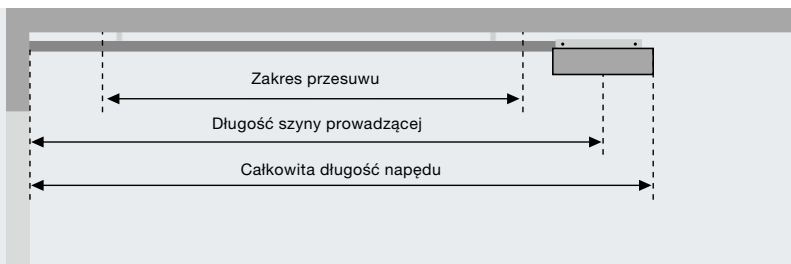 Zakres przesuwu
Długość szyny prowadzącej
Całkowita długość napędu